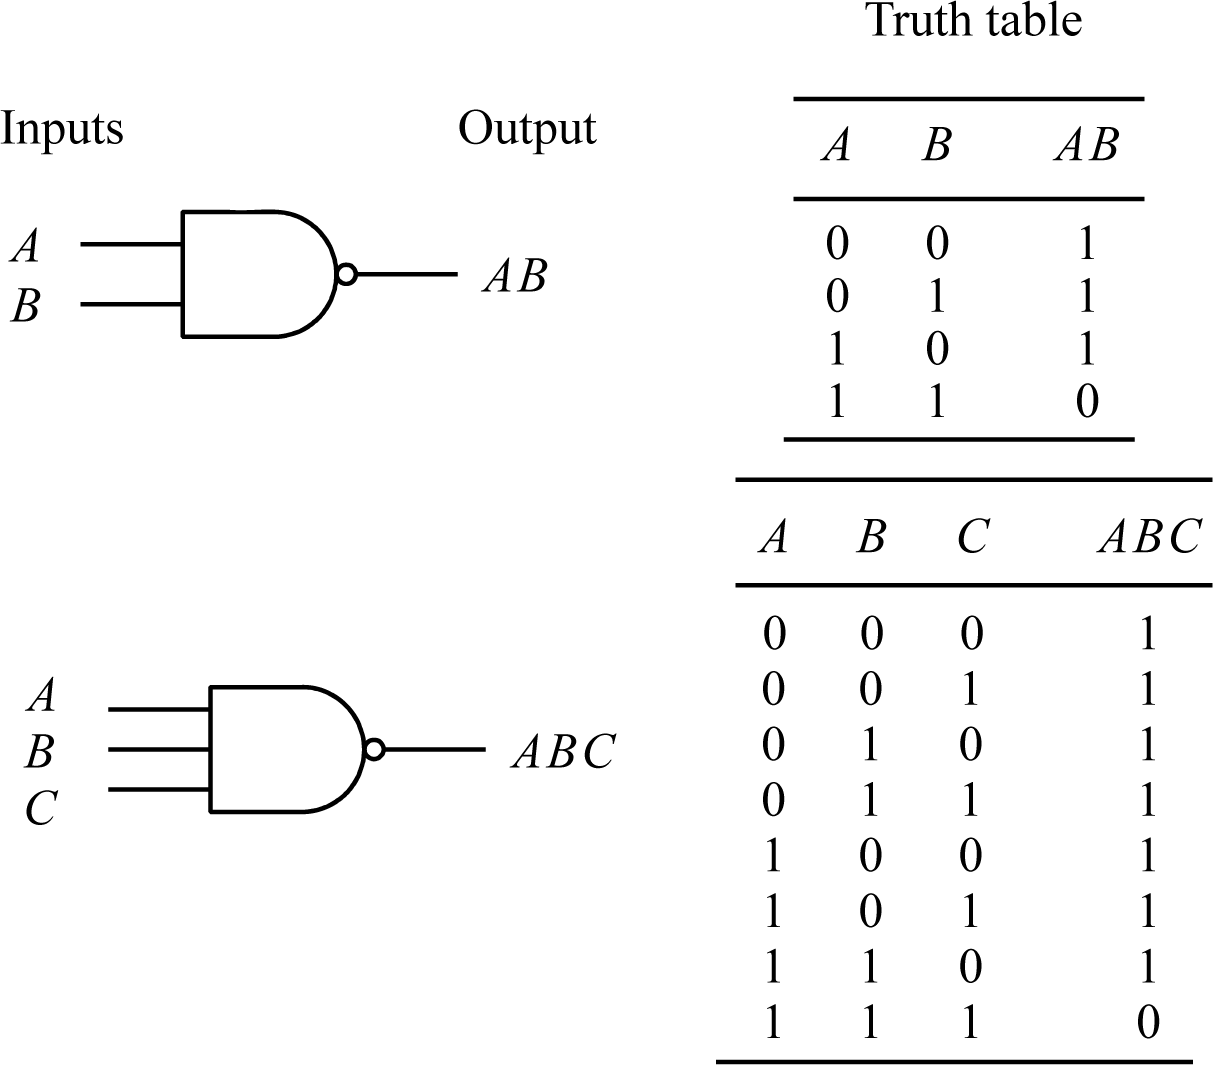 Truth table
Inputs Output
A
B
AB
A B AB
0 0 1
0 1 1
1 0 1
1 1 0
A B C ABC
0 0 0 1
0 0 1 1
0 1 0 1
0 1 1 1
1 0 0 1
1 0 1 1
1 1 0 1
1 1 1 0
A
B
C
ABC